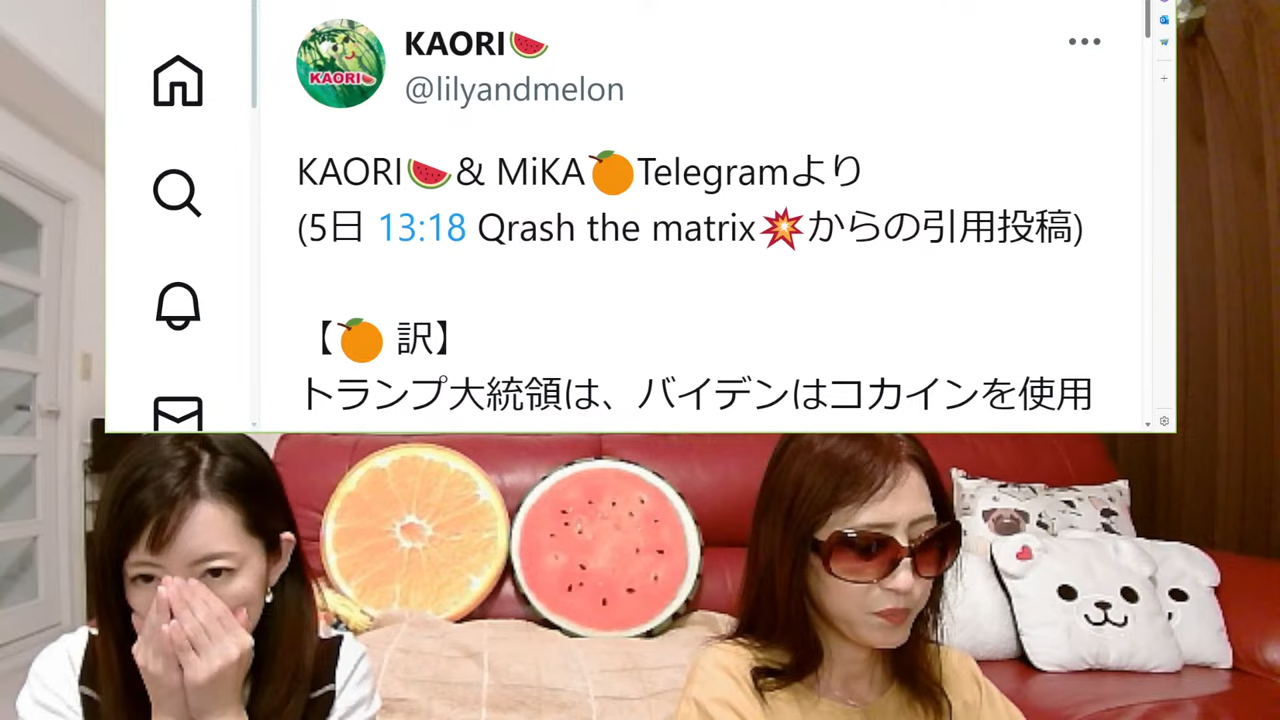 KAORI🍉
@lilyandmelon
KAORI🍉
KAORI🍉& MiKA🍊Telegramより
(5日 13:18 Qrash the matrix💥からの引用投稿)
【🍊 訳】
トランプ大統領は、バイデンはコカインを使用